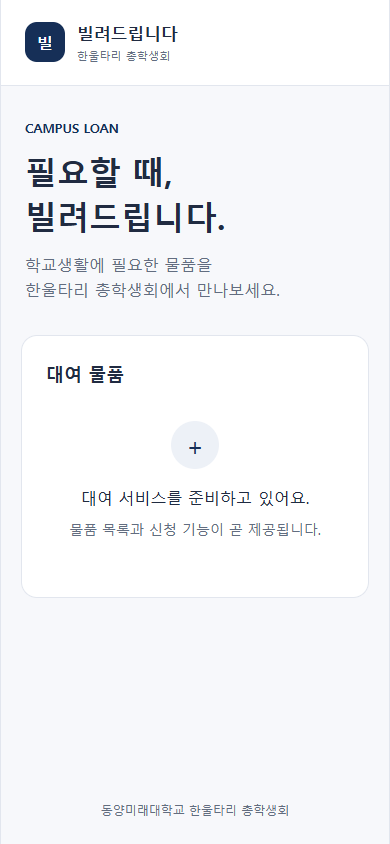 빌
빌려드립니다
한울타리 총학생회
CAMPUS LOAN
필요할 때,
빌려드립니다.
학교생활에 필요한 물품을
한울타리 총학생회에서 만나보세요.
대여 물품
+
대여 서비스를 준비하고 있어요.
물품 목록과 신청 기능이 곧 제공됩니다.
동양미래대학교 한울타리 총학생회